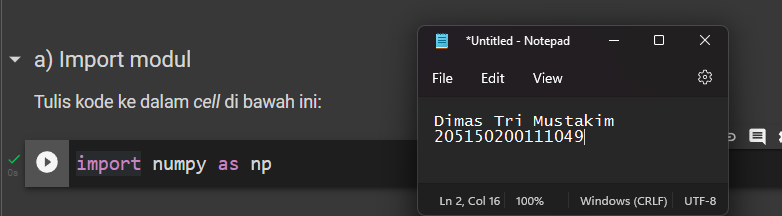 a) Import modul
Tulis kode ke dalam cell di bawah ini:
0s
import numpy as np
*Untitled - Notepad
File Edit View
Dimas Tri Mustakim
205150200111049
Ln 2, Col 16 100% Windows (CRLF) UTF-8